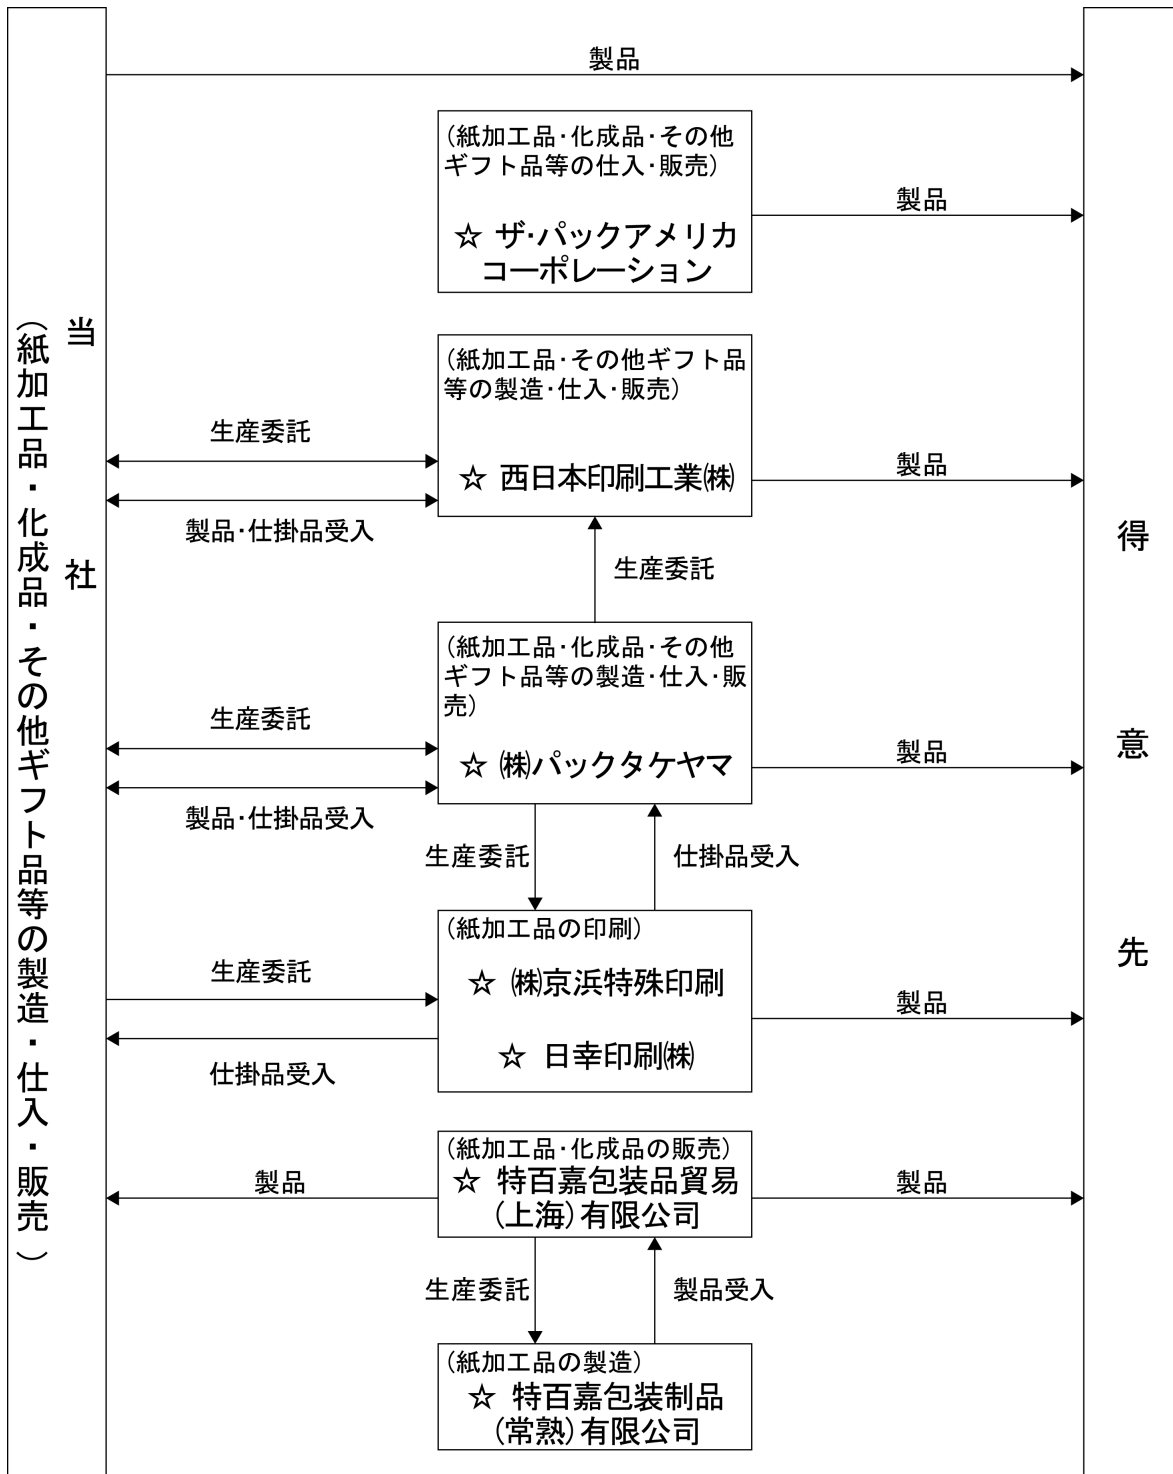 製品
(紙加工品・化成品・その他
ギフト品等の仕入・販売)
☆ ザ・パックアメリカ
コーポレーション
製品
当社
(紙加工品・化成品・その他ギフト品等の製造・仕入・販売)
(紙加工品・その他ギフト品
等の製造・仕入・販売)
☆ 西日本印刷工業㈱
生産委託
製品・仕掛品受入
製品
得意先
生産委託
(紙加工品・化成品・その他
ギフト品等の製造・仕入・販
売)
☆ ㈱パックタケヤマ
生産委託
製品・仕掛品受入
製品
生産委託
仕掛品受入
(紙加工品の印刷)
☆ ㈱京浜特殊印刷
☆ 日幸印刷㈱
生産委託
仕掛品受入
製品
(紙加工品・化成品の販売)
☆ 特百嘉包装品貿易
(上海)有限公司
製品
製品
生産委託
製品受入
(紙加工品の製造)
☆ 特百嘉包装制品
(常熟)有限公司